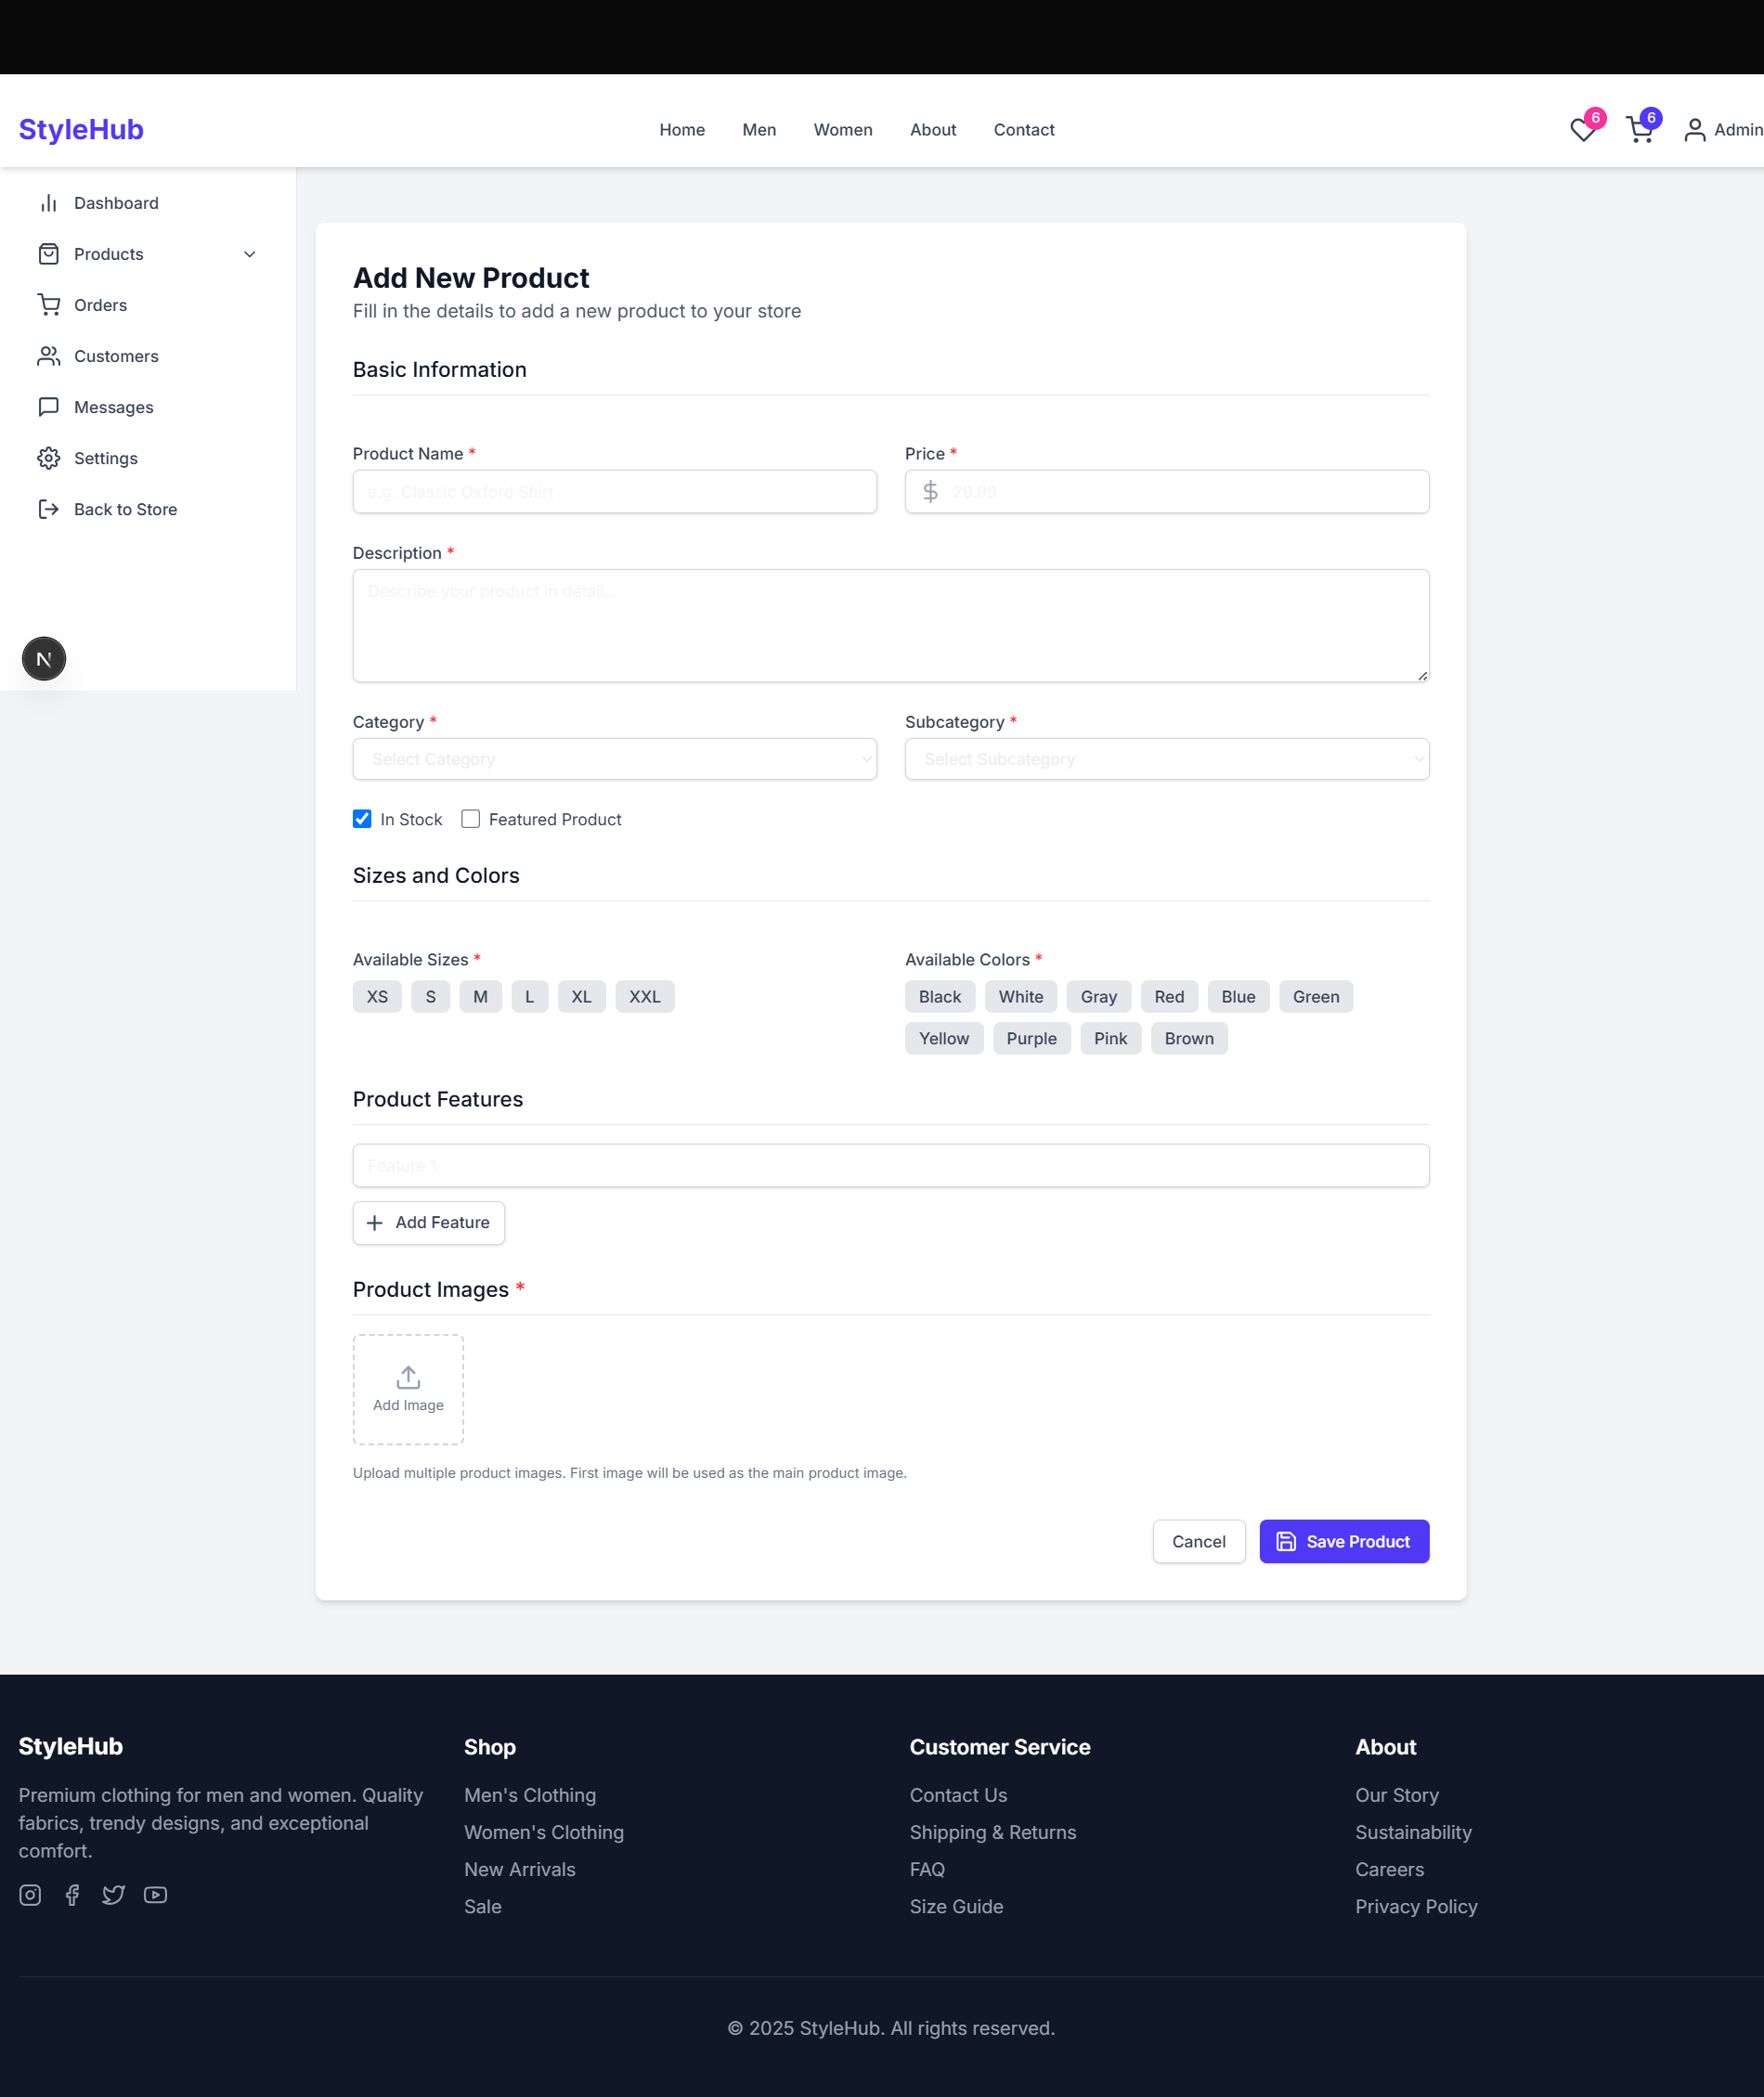 StyleHub
Home
Men
Women
About
Contact
6
6
Admin
Dashboard
Products
Orders
Customers
Messages
Settings
Back to Store
N
Add New Product
Fill in the details to add a new product to your store
Basic Information
Product Name *
Price *
e.g. Classic Oxford Shirt
29.99
Description *
Describe your product in detail...
Category *
Subcategory *
Select Category
Select Subcategory
In Stock
Featured Product
Sizes and Colors
Available Sizes *
XS
S
M
L
XL
XXL
Available Colors *
Black
White
Gray
Red
Blue
Green
Yellow
Purple
Pink
Brown
Product Features
Feature 1
Add Feature
Product Images *
Add Image
Upload multiple product images. First image will be used as the main product image.
Cancel
Save Product
StyleHub
Premium clothing for men and women. Quality
fabrics, trendy designs, and exceptional
comfort.
Shop
Men's Clothing
Women's Clothing
New Arrivals
Sale
Customer Service
Contact Us
Shipping & Returns
FAQ
Size Guide
About
Our Story
Sustainability
Careers
Privacy Policy
© 2025 StyleHub. All rights reserved.